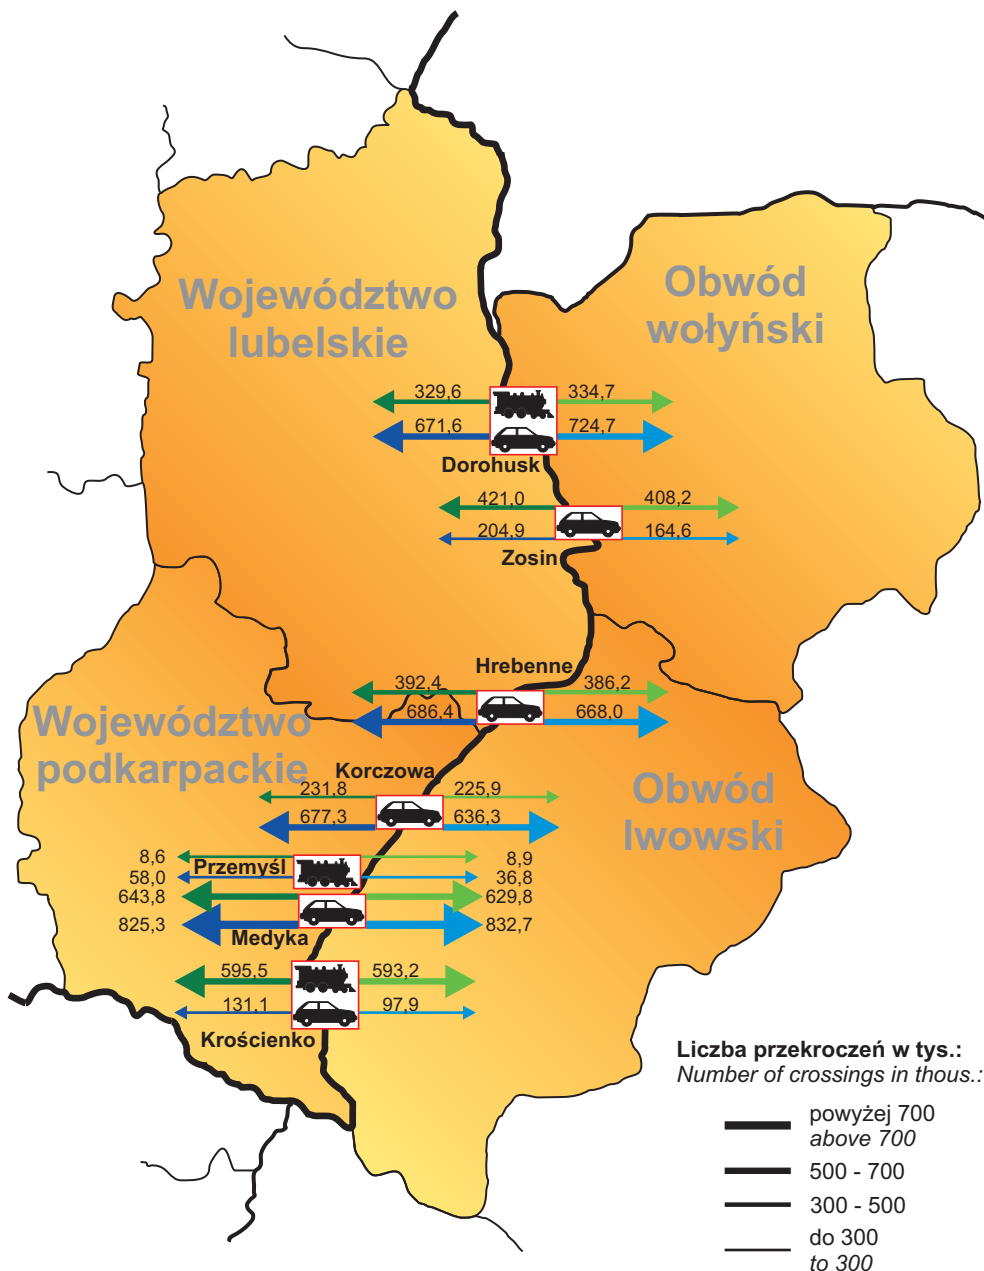 Województwo
lubelskie
Obwód
wołyński
329,6
334,7
671,6
724,7
Dorohusk
421,0
408,2
204,9
164,6
Zosin
Hrebenne
392,4
386,2
686,4
668,0
Województwo
podkarpackie
Obwód
lwowski
Korczowa
231,8
225,9
677,3
636,3
8,6
8,9
Przemyśl
58,0
36,8
643,8
629,8
825,3
832,7
Medyka
595,5
593,2
131,1
97,9
Krościenko
Liczba przekroczeń w tys.:
Number of crossings in thous.:
powyżej 700
above 700
500 - 700
300 - 500
do 300
to 300